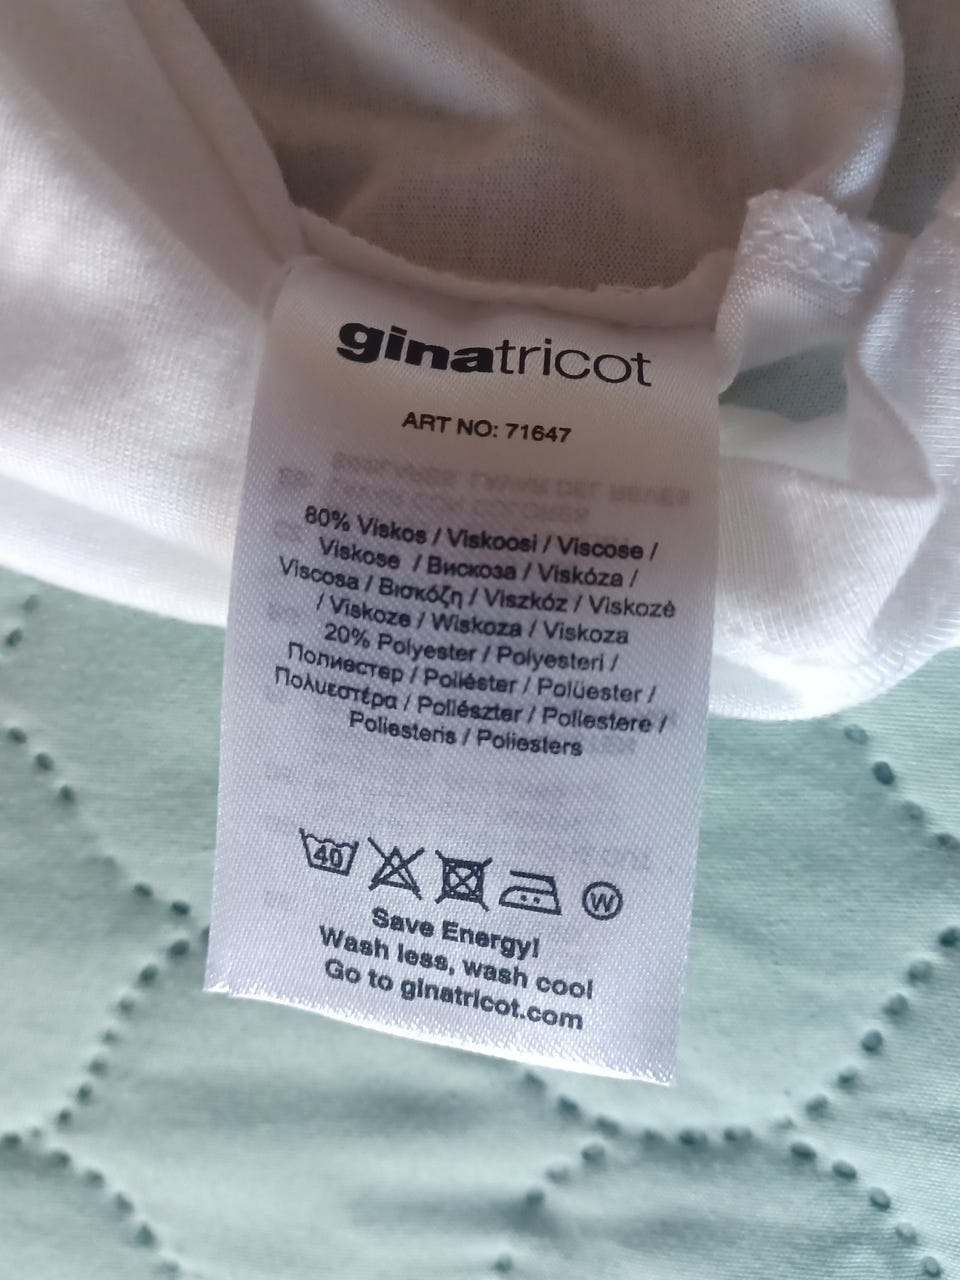 ginatricot
ART NO: 71647
80% Viskos / Viskoosi / Viscose /
Viskose / Вискоза / Viskóza /
Viscosa / Βισκόζη / Viszkóz / Viskozė
/ Viskoze / Wiskoza / Viskoza
20% Polyester / Polyesteri /
Полиестер / Poliéster / Polüester /
Πολυεστέρα / Poliészter / Poliestere /
Poliesteris / Poliesters
40
W
Save Energy!
Wash less, wash cool
Go to ginatricot.com